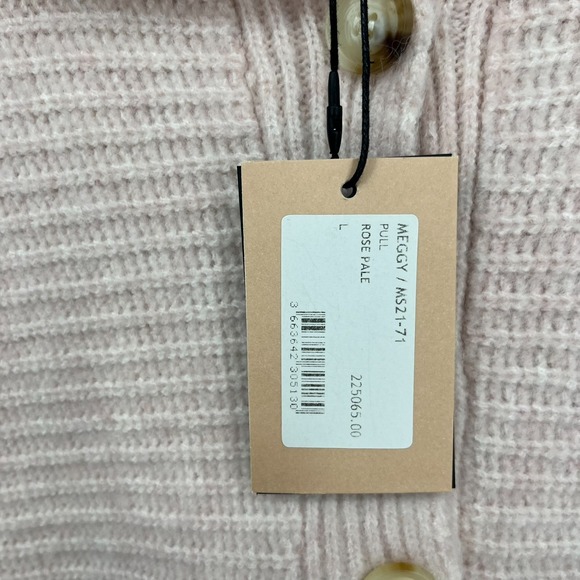 MEGGY / MS21-71
PULL
ROSE PALE
L
225065.00
3 663642 305130